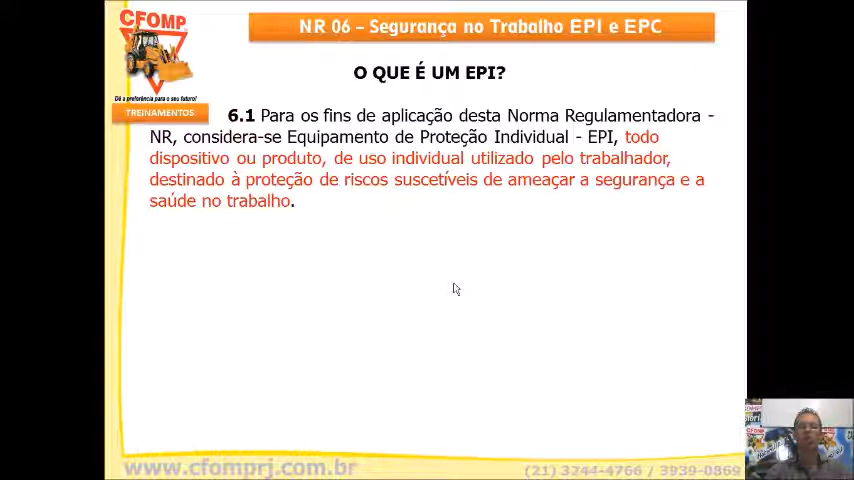 CFOMP
Dê a preferência para o seu futuro!
TREINAMENTOS
NR 06 – Segurança no Trabalho EPI e EPC
O QUE É UM EPI?
6.1 Para os fins de aplicação desta Norma Regulamentadora -
NR, considera-se Equipamento de Proteção Individual - EPI, todo
dispositivo ou produto, de uso individual utilizado pelo trabalhador,
destinado à proteção de riscos suscetíveis de ameaçar a segurança e a
saúde no trabalho.
www.cfomprj.com.br
(21) 3244-4766 / 3939-0869
CFOMP